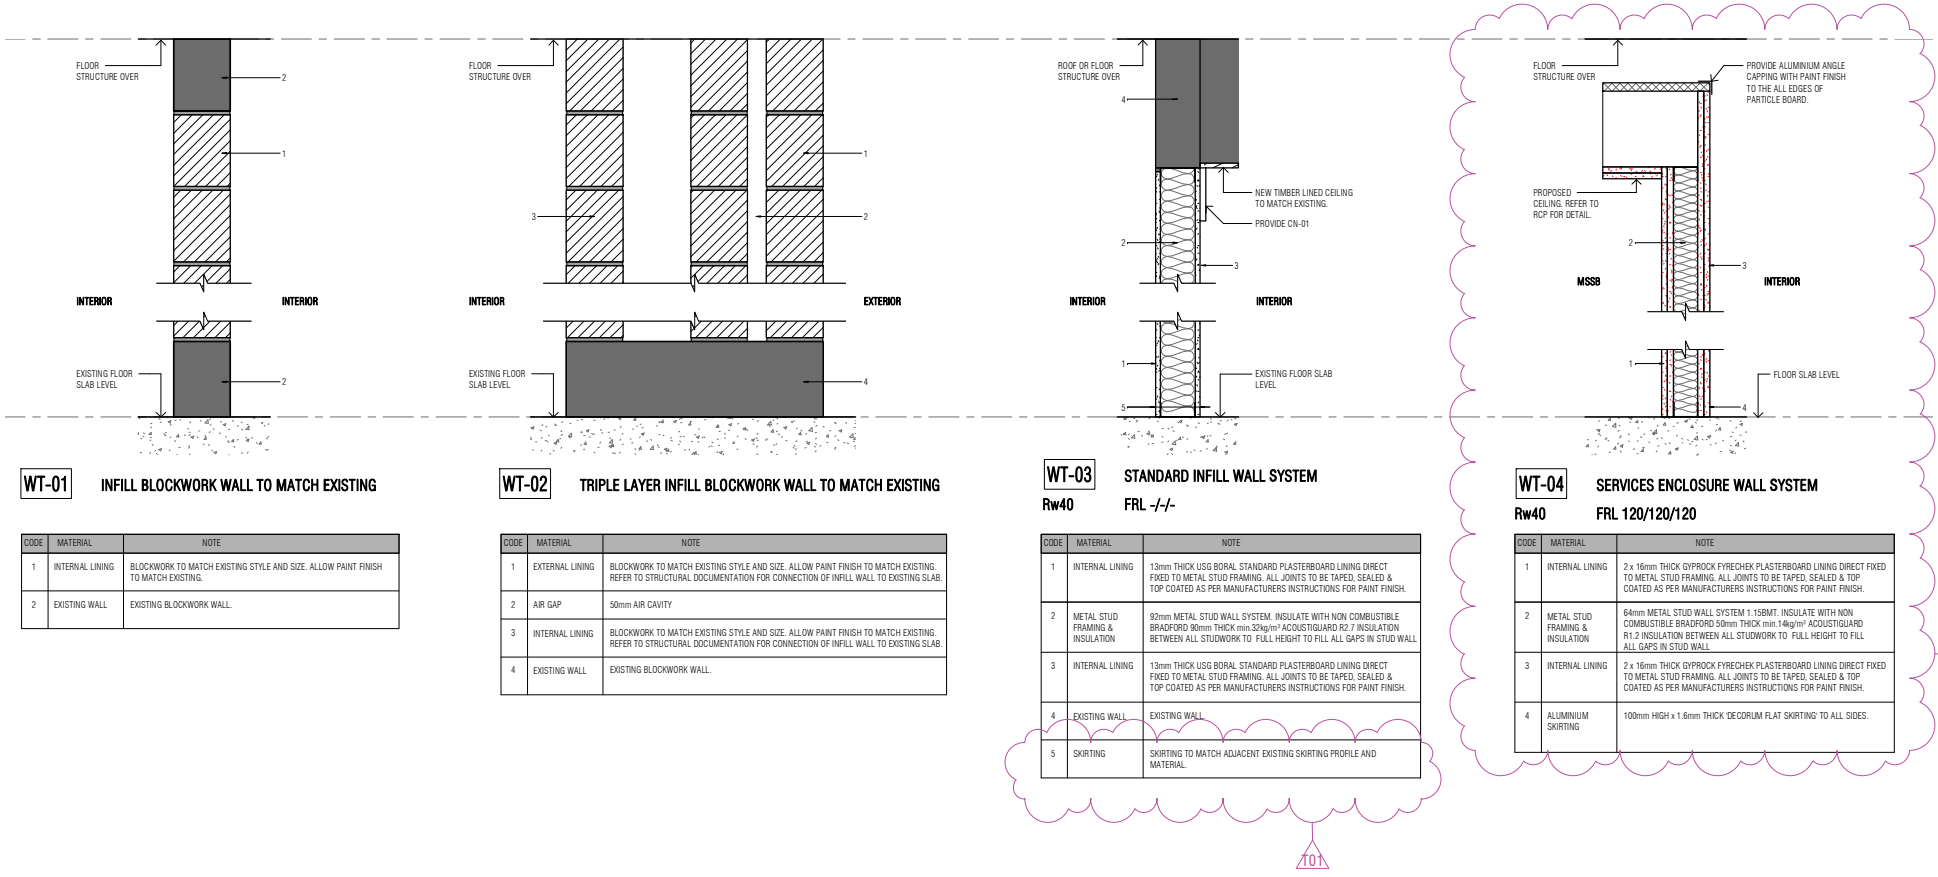 FLOOR
STRUCTURE OVER
2
1
INTERIOR
INTERIOR
EXISTING FLOOR
SLAB LEVEL
2
WT-01
INFILL BLOCKWORK WALL TO MATCH EXISTING
CODE MATERIAL NOTE
1 INTERNAL LINING BLOCKWORK TO MATCH EXISTING STYLE AND SIZE. ALLOW PAINT FINISH
TO MATCH EXISTING.
2 EXISTING WALL EXISTING BLOCKWORK WALL.
FLOOR
STRUCTURE OVER
1
3
2
INTERIOR
EXTERIOR
EXISTING FLOOR
SLAB LEVEL
4
WT-02
TRIPLE LAYER INFILL BLOCKWORK WALL TO MATCH EXISTING
CODE MATERIAL NOTE
1 EXTERNAL LINING BLOCKWORK TO MATCH EXISTING STYLE AND SIZE. ALLOW PAINT FINISH TO MATCH EXISTING.
REFER TO STRUCTURAL DOCUMENTATION FOR CONNECTION OF INFILL WALL TO EXISTING SLAB.
2 AIR GAP 50mm AIR CAVITY
3 INTERNAL LINING BLOCKWORK TO MATCH EXISTING STYLE AND SIZE. ALLOW PAINT FINISH TO MATCH EXISTING.
REFER TO STRUCTURAL DOCUMENTATION FOR CONNECTION OF INFILL WALL TO EXISTING SLAB.
4 EXISTING WALL EXISTING BLOCKWORK WALL.
ROOF OR FLOOR
STRUCTURE OVER
4
NEW TIMBER LINED CEILING
TO MATCH EXISTING.
PROVIDE CN-01
2
3
INTERIOR
INTERIOR
1
EXISTING FLOOR SLAB
LEVEL
5
WT-03
STANDARD INFILL WALL SYSTEM
Rw40
FRL -/-/-
CODE MATERIAL NOTE
1 INTERNAL LINING 13mm THICK USG BORAL STANDARD PLASTERBOARD LINING DIRECT
FIXED TO METAL STUD FRAMING. ALL JOINTS TO BE TAPED, SEALED &
TOP COATED AS PER MANUFACTURERS INSTRUCTIONS FOR PAINT FINISH.
2 METAL STUD 92mm METAL STUD WALL SYSTEM. INSULATE WITH NON COMBUSTIBLE
FRAMING & BRADFORD 90mm THICK min.32kg/m³ ACOUSTIGUARD R2.7 INSULATION
INSULATION BETWEEN ALL STUDWORK TO FULL HEIGHT TO FILL ALL GAPS IN STUD WALL
3 INTERNAL LINING 13mm THICK USG BORAL STANDARD PLASTERBOARD LINING DIRECT
FIXED TO METAL STUD FRAMING. ALL JOINTS TO BE TAPED, SEALED &
TOP COATED AS PER MANUFACTURERS INSTRUCTIONS FOR PAINT FINISH.
4 EXISTING WALL EXISTING WALL.
5 SKIRTING SKIRTING TO MATCH ADJACENT EXISTING SKIRTING PROFILE AND
MATERIAL.
T01
FLOOR
STRUCTURE OVER
PROVIDE ALUMINIUM ANGLE
CAPPING WITH PAINT FINISH
TO THE ALL EDGES OF
PARTICLE BOARD.
PROPOSED
CEILING. REFER TO
RCP FOR DETAIL.
2
3
MSSB
INTERIOR
1
FLOOR SLAB LEVEL
4
WT-04
SERVICES ENCLOSURE WALL SYSTEM
Rw40
FRL 120/120/120
CODE MATERIAL NOTE
1 INTERNAL LINING 2 x 16mm THICK GYPROCK FYRECHEK PLASTERBOARD LINING DIRECT FIXED
TO METAL STUD FRAMING. ALL JOINTS TO BE TAPED, SEALED & TOP
COATED AS PER MANUFACTURERS INSTRUCTIONS FOR PAINT FINISH.
2 METAL STUD 64mm METAL STUD WALL SYSTEM 1.15BMT. INSULATE WITH NON
FRAMING & COMBUSTIBLE BRADFORD 50mm THICK min.14kg/m³ ACOUSTIGUARD
INSULATION R1.2 INSULATION BETWEEN ALL STUDWORK TO FULL HEIGHT TO FILL
ALL GAPS IN STUD WALL
3 INTERNAL LINING 2 x 16mm THICK GYPROCK FYRECHEK PLASTERBOARD LINING DIRECT FIXED
TO METAL STUD FRAMING. ALL JOINTS TO BE TAPED, SEALED & TOP
COATED AS PER MANUFACTURERS INSTRUCTIONS FOR PAINT FINISH.
4 ALUMINIUM 100mm HIGH x 1.6mm THICK 'DECORUM FLAT SKIRTING' TO ALL SIDES.
SKIRTING